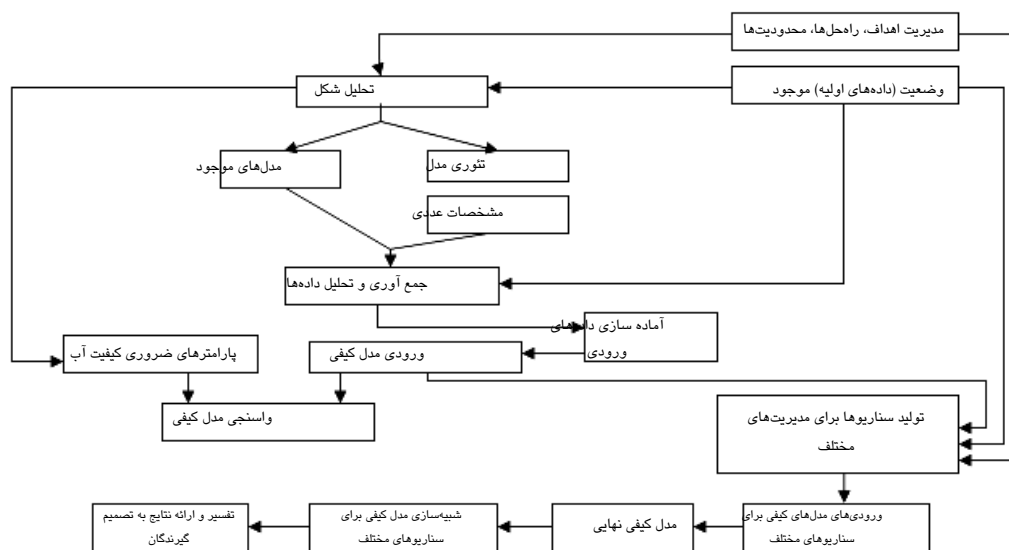 مدیریت اهداف، راه‌حل‌ها، محدودیت‌ها
وضعیت (داده‌های اولیه) موجود
تحلیل شکل
مدل‌های موجود
تئوری مدل
مشخصات عددی
جمع آوری و تحلیل داده‌ها
آماده سازی داده‌های
ورودی
ورودی مدل کیفی
پارامترهای ضروری کیفیت آب
واسنجی مدل کیفی
تولید سناریوها برای مدیریت‌های
مختلف
ورودی‌های مدل‌های کیفی برای
سناریوهای مختلف
مدل کیفی نهایی
شبیه‌سازی مدل کیفی برای
سناریوهای مختلف
تفسیر و ارائه نتایج به تصمیم
گیرندگان